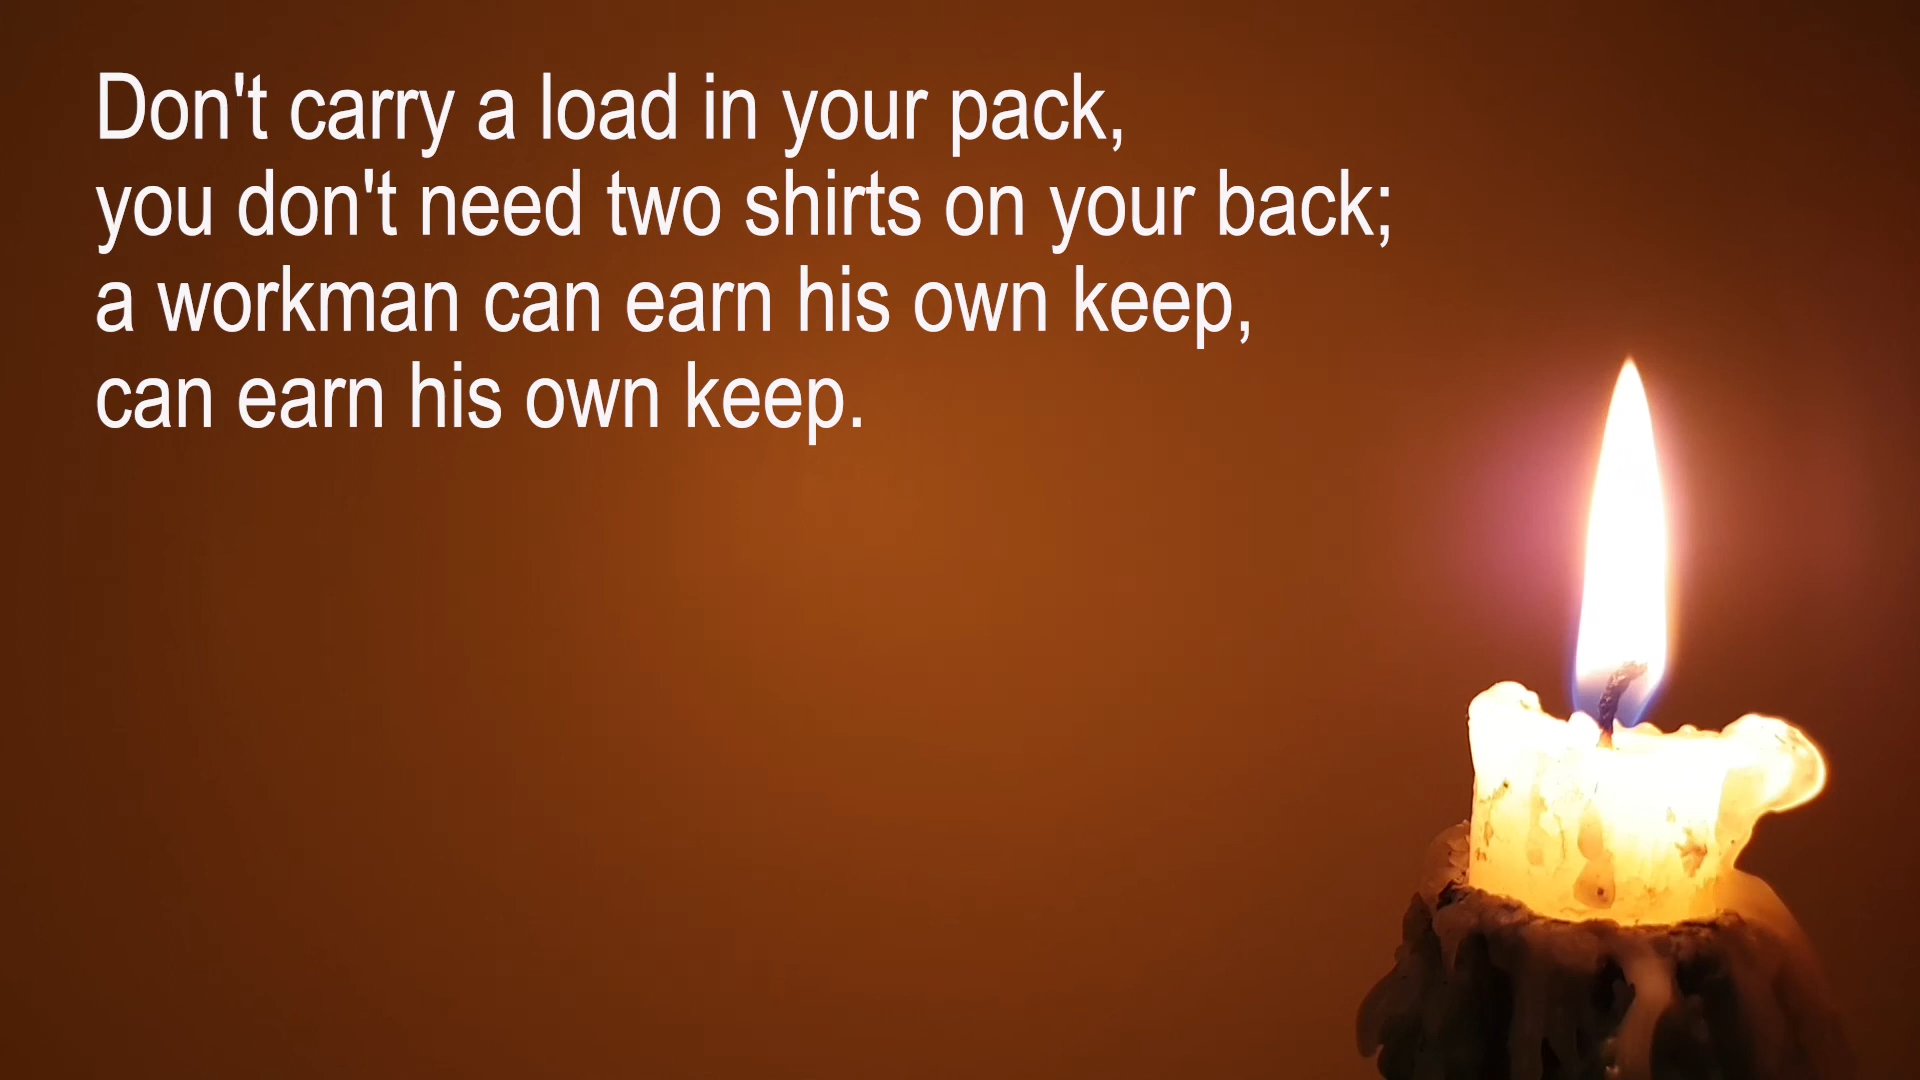 Don't carry a load in your pack,
you don't need two shirts on your back;
a workman can earn his own keep,
can earn his own keep.